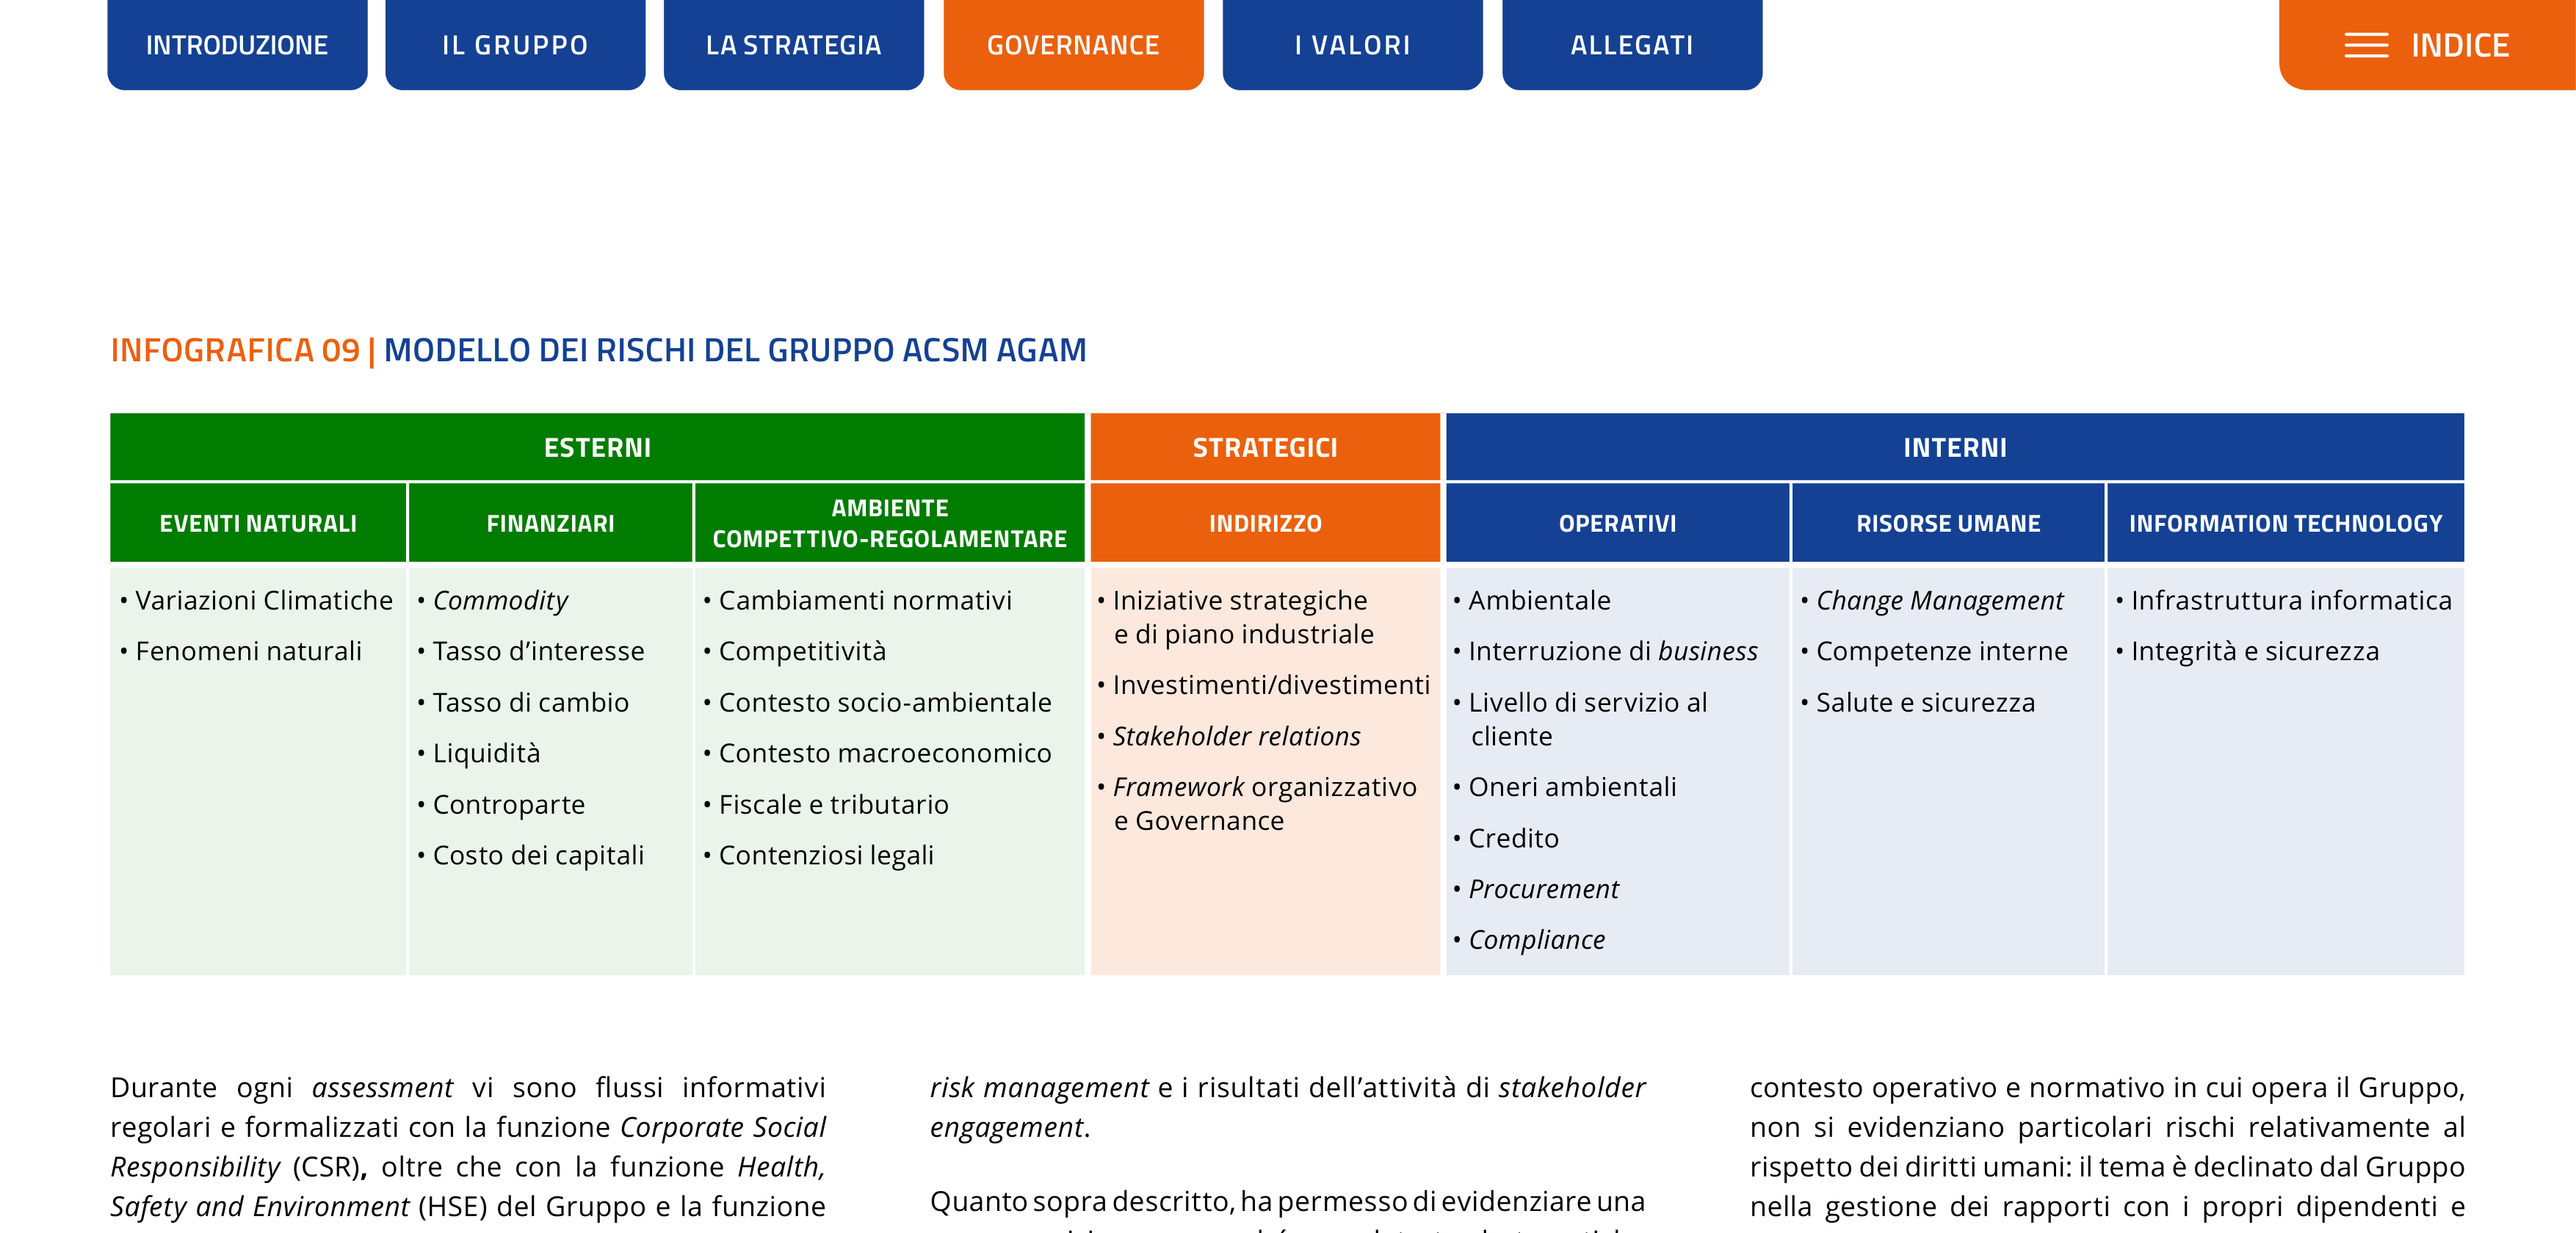 INTRODUZIONE
IL GRUPPO
LA STRATEGIA
GOVERNANCE
I VALORI
ALLEGATI
INDICE
INFOGRAFICA 09 | MODELLO DEI RISCHI DEL GRUPPO ACSM AGAM
ESTERNI
STRATEGICI
INTERNI
EVENTI NATURALI
FINANZIARI
AMBIENTE
COMPETTIVO-REGOLAMENTARE
INDIRIZZO
OPERATIVI
RISORSE UMANE
INFORMATION TECHNOLOGY
• Variazioni Climatiche
• Fenomeni naturali
• Commodity
• Tasso d’interesse
• Tasso di cambio
• Liquidità
• Controparte
• Costo dei capitali
• Cambiamenti normativi
• Competitività
• Contesto socio-ambientale
• Contesto macroeconomico
• Fiscale e tributario
• Contenziosi legali
• Iniziative strategiche
e di piano industriale
• Investimenti/divestimenti
• Stakeholder relations
• Framework organizzativo
e Governance
• Ambientale
• Interruzione di business
• Livello di servizio al
cliente
• Oneri ambientali
• Credito
• Procurement
• Compliance
• Change Management
• Competenze interne
• Salute e sicurezza
• Infrastruttura informatica
• Integrità e sicurezza
Durante ogni assessment vi sono flussi informativi
regolari e formalizzati con la funzione Corporate Social
Responsibility (CSR), oltre che con la funzione Health,
Safety and Environment (HSE) del Gruppo e la funzione
risk management e i risultati dell’attività di stakeholder
engagement.
Quanto sopra descritto, ha permesso di evidenziare una
contesto operativo e normativo in cui opera il Gruppo,
non si evidenziano particolari rischi relativamente al
rispetto dei diritti umani: il tema è declinato dal Gruppo
nella gestione dei rapporti con i propri dipendenti e